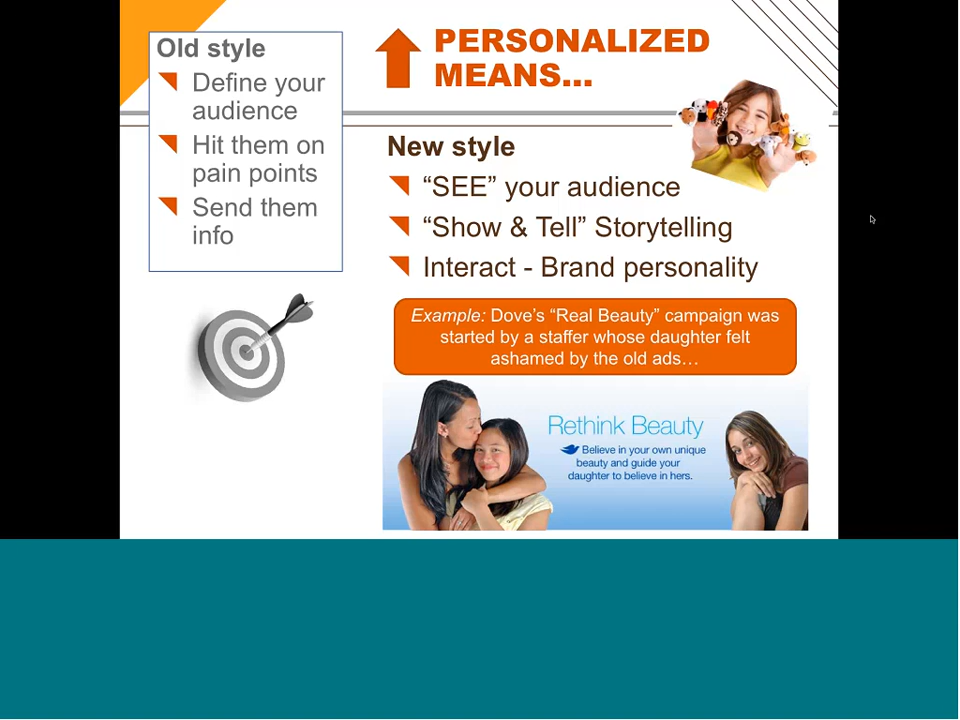 Old style
Define your
audience
Hit them on
pain points
Send them
info
PERSONALIZED
MEANS...
New style
“SEE” your audience
“Show & Tell” Storytelling
Interact - Brand personality
Example: Dove’s “Real Beauty” campaign was
started by a staffer whose daughter felt
ashamed by the old ads…
Rethink Beauty
Believe in your own unique
beauty and guide your
daughter to believe in hers.